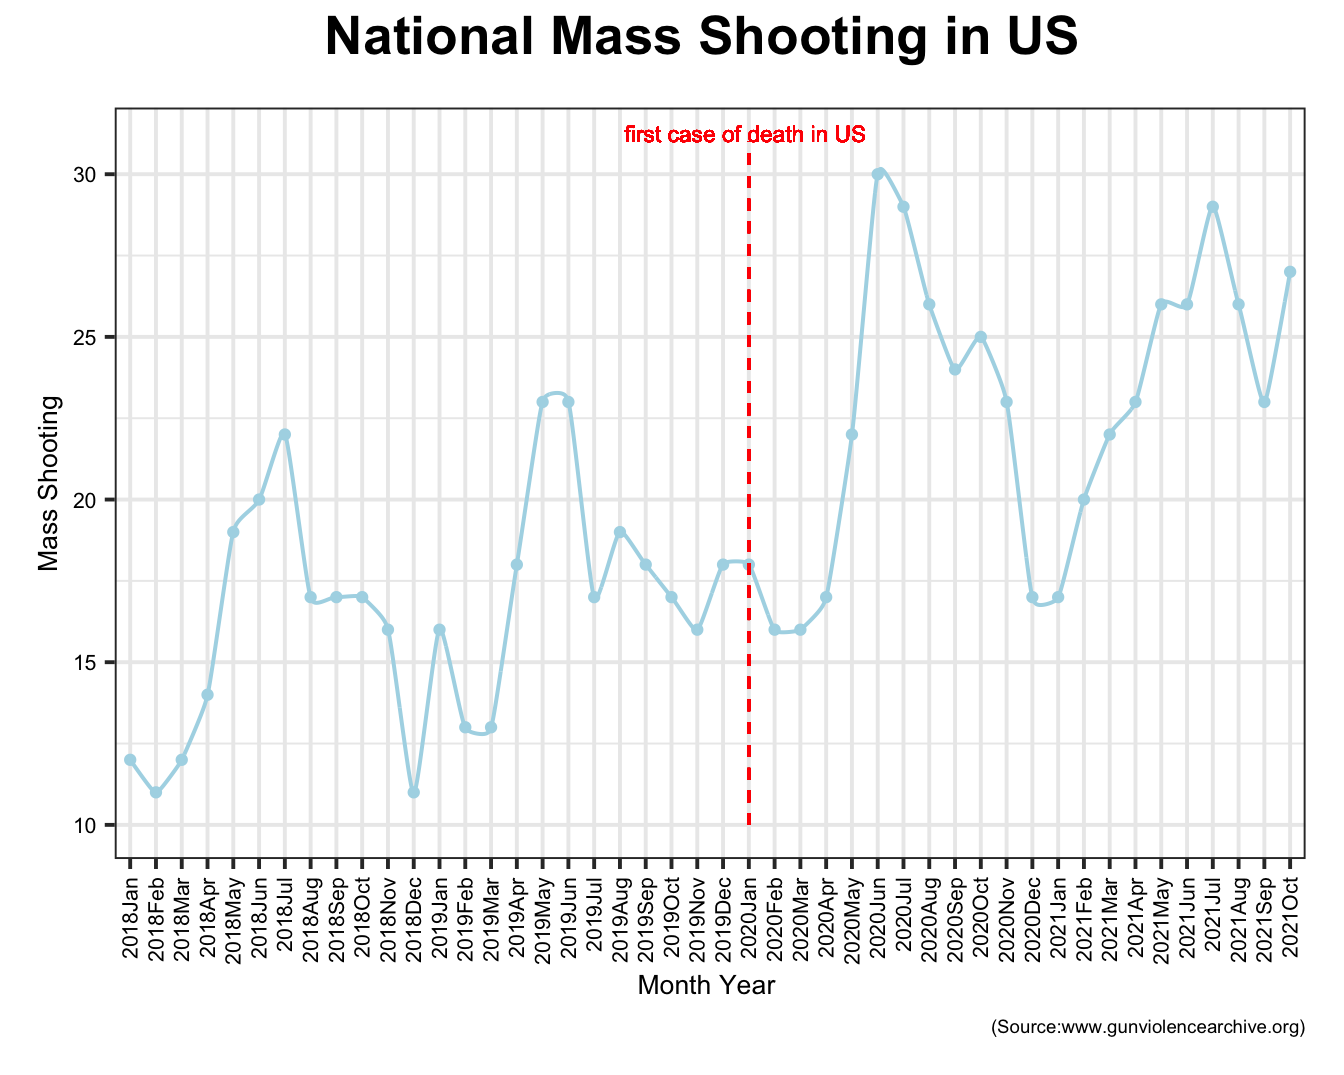 National Mass Shooting in US
first case of death in US
30
25
20
15
10
Mass Shooting
2018Jan
2018Feb
2018Mar
2018Apr
2018May
2018Jun
2018Jul
2018Aug
2018Sep
2018Oct
2018Nov
2018Dec
2019Jan
2019Feb
2019Mar
2019Apr
2019May
2019Jun
2019Jul
2019Aug
2019Sep
2019Oct
2019Nov
2019Dec
2020Jan
2020Feb
2020Mar
2020Apr
2020May
2020Jun
2020Jul
2020Aug
2020Sep
2020Oct
2020Nov
2020Dec
2021Jan
2021Feb
2021Mar
2021Apr
2021May
2021Jun
2021Jul
2021Aug
2021Sep
2021Oct
Month Year
(Source:www.gunviolencearchive.org)